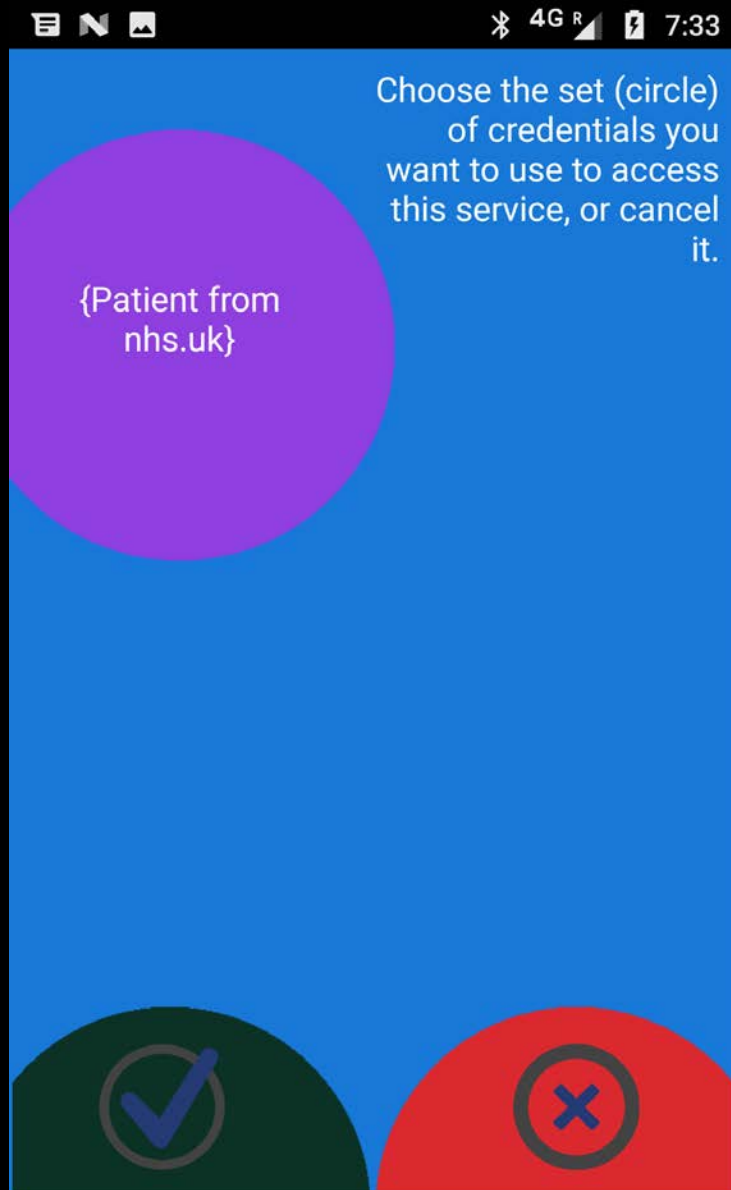 4G R 7:33
Choose the set (circle)
of credentials you
want to use to access
this service, or cancel
it.
{Patient from
nhs.uk}